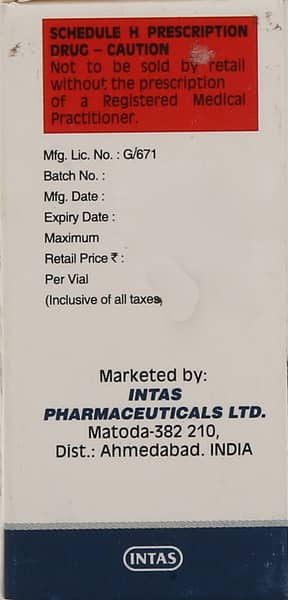 SCHEDULE H PRESCRIPTION
DRUG – CAUTION
Not to be sold by retail
without the prescription
of a Registered Medical
Practitioner.
Mfg. Lic. No. : G/671
Batch No. :
Mfg. Date :
Expiry Date :
Maximum
Retail Price ₹ :
Per Vial
(Inclusive of all taxes,
Marketed by:
INTAS
PHARMACEUTICALS LTD.
Matoda-382 210,
Dist.: Ahmedabad. INDIA
INTAS